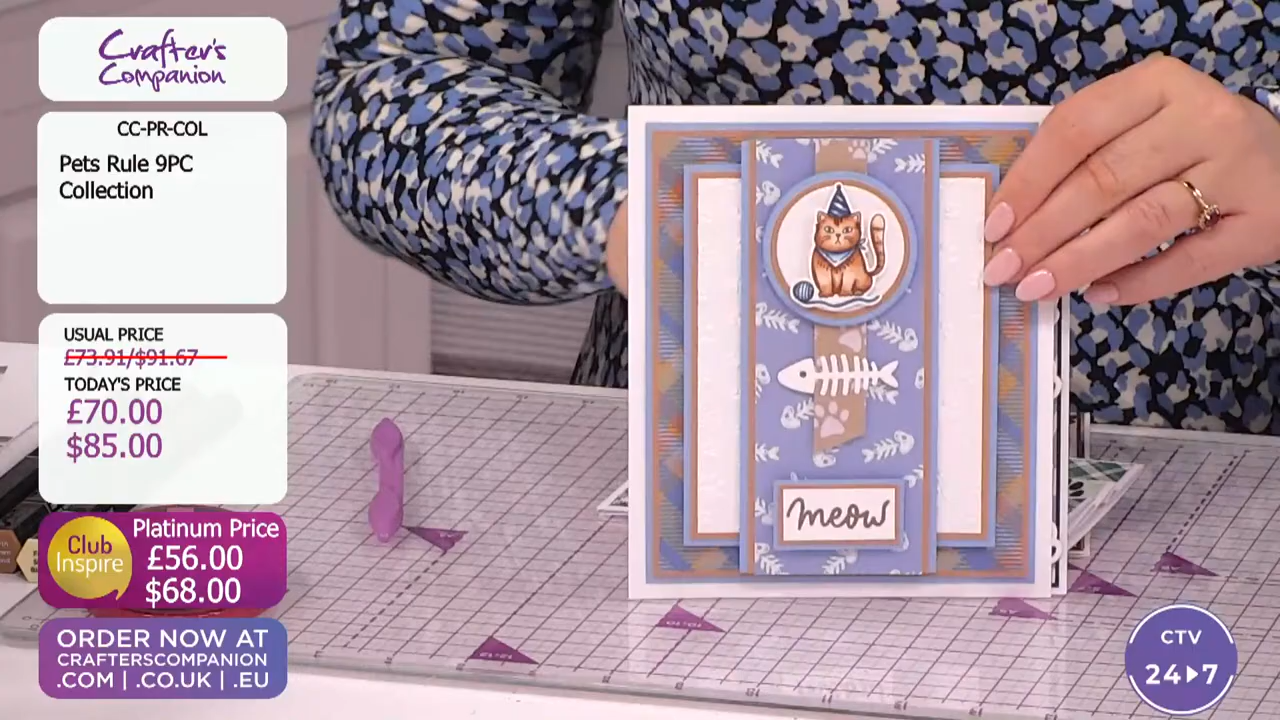 Crafter's
Companion
CC-PR-COL
Pets Rule 9PC
Collection
USUAL PRICE
£73.91/$91.67
TODAY'S PRICE
£70.00
$85.00
Club
Inspire
Platinum Price
£56.00
$68.00
ORDER NOW AT
CRAFTERSCOMPANION
.COM | .CO.UK | .EU
meow
CTV
24▶7